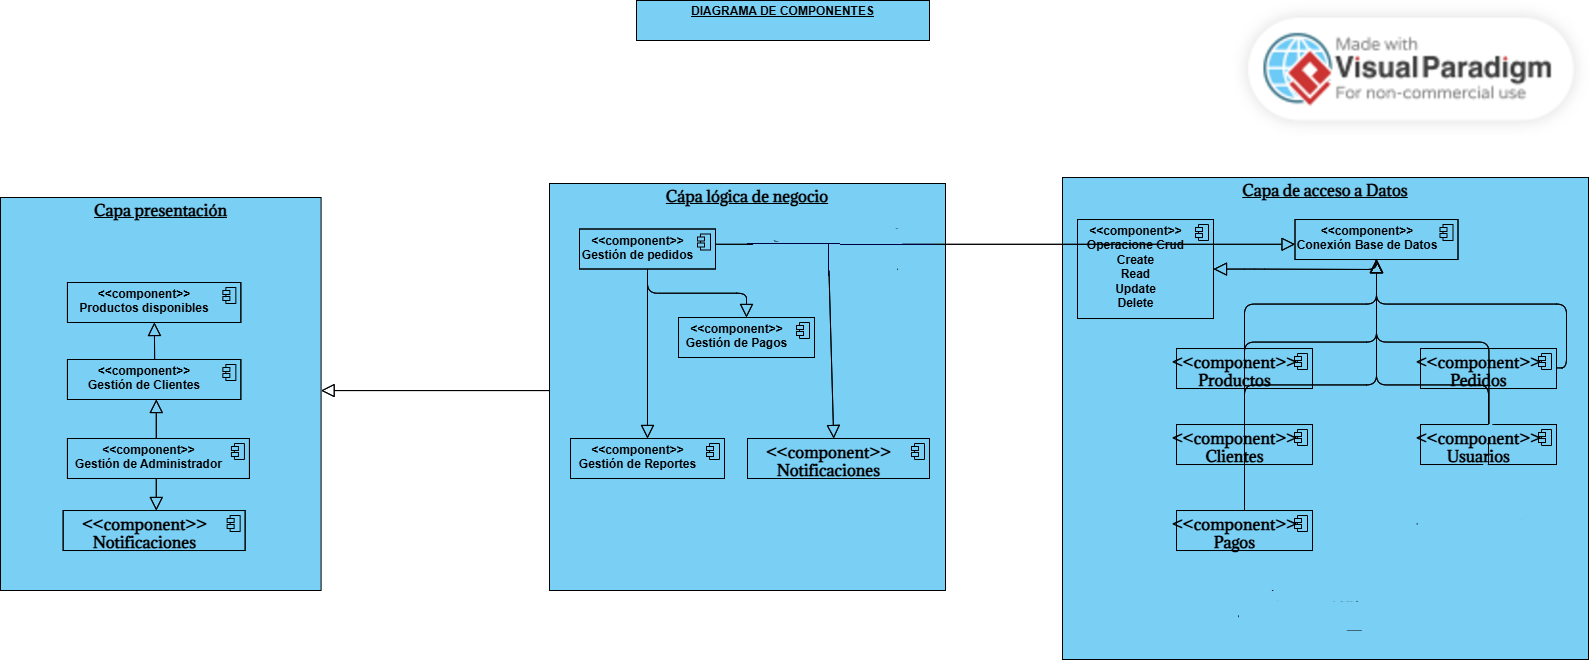 DIAGRAMA DE COMPONENTES
Made with
Visual Paradigm
For non-commercial use
Capa presentación
<<component>>
Productos disponibles
<<component>>
Gestión de Clientes
<<component>>
Gestión de Administrador
<<component>>
Notificaciones
Cápa lógica de negocio
<<component>>
Gestión de pedidos
<<component>>
Gestión de Pagos
<<component>>
Gestión de Reportes
<<component>>
Notificaciones
Capa de acceso a Datos
<<component>>
Operacione Crud
Create
Read
Update
Delete
<<component>>
Conexión Base de Datos
<<component>>
Productos
<<component>>
Pedidos
<<component>>
Clientes
<<component>>
Usuarios
<<component>>
Pagos